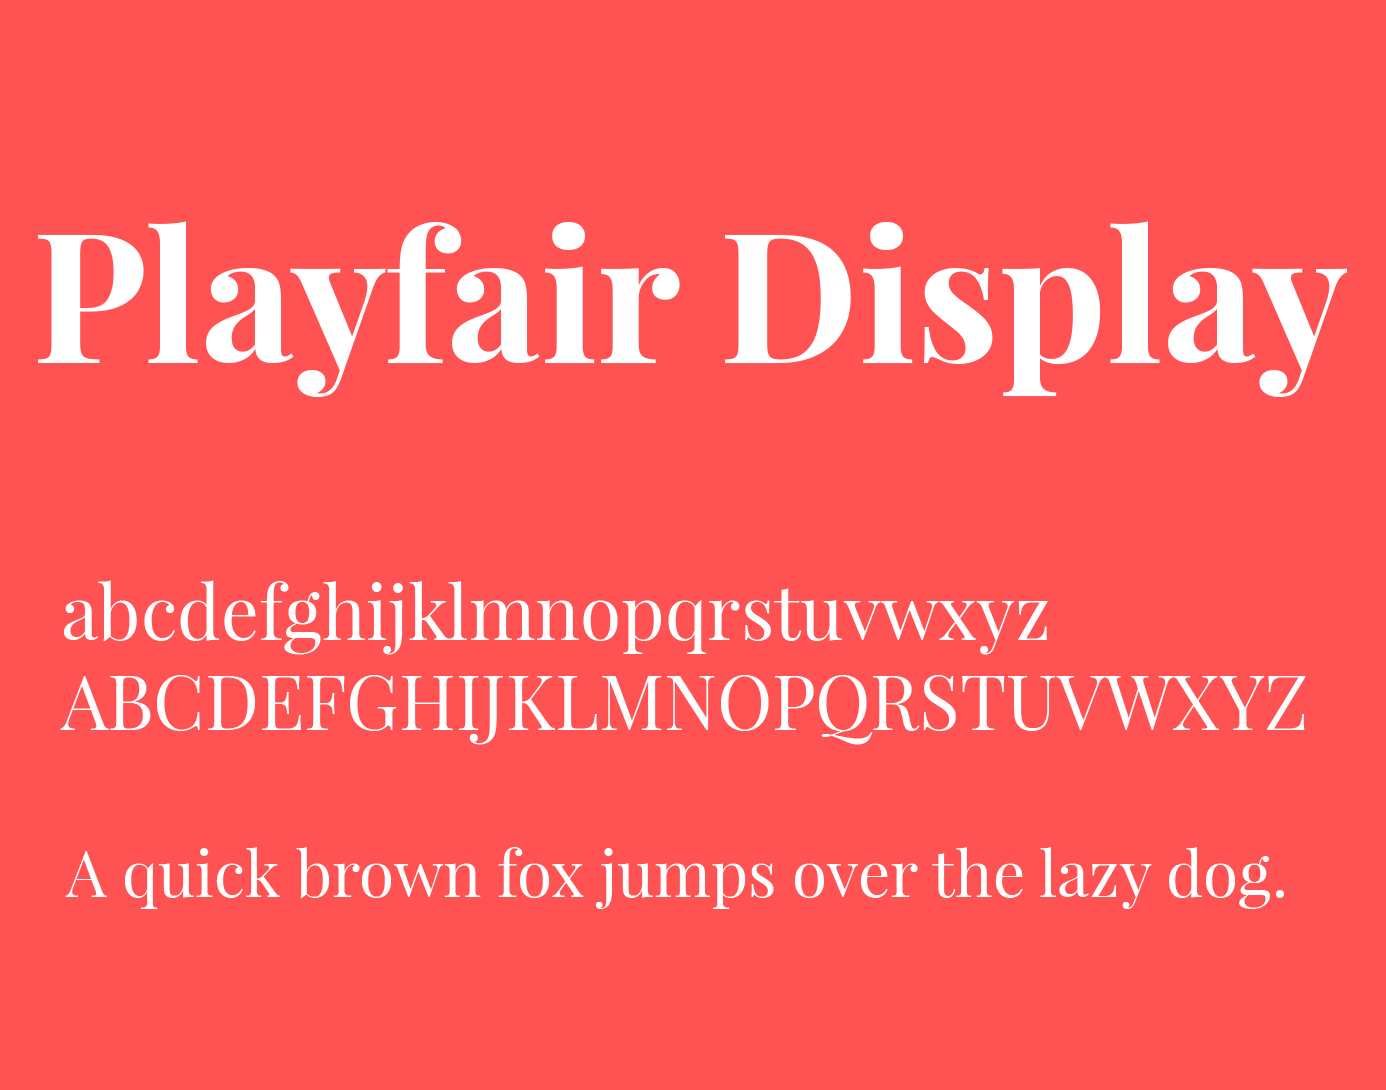 Playfair Display
abcdefghijklmnopqrstuvwxyz
ABCDEFGHIJKLMNOPQRSTUVWXYZ
A quick brown fox jumps over the lazy dog.